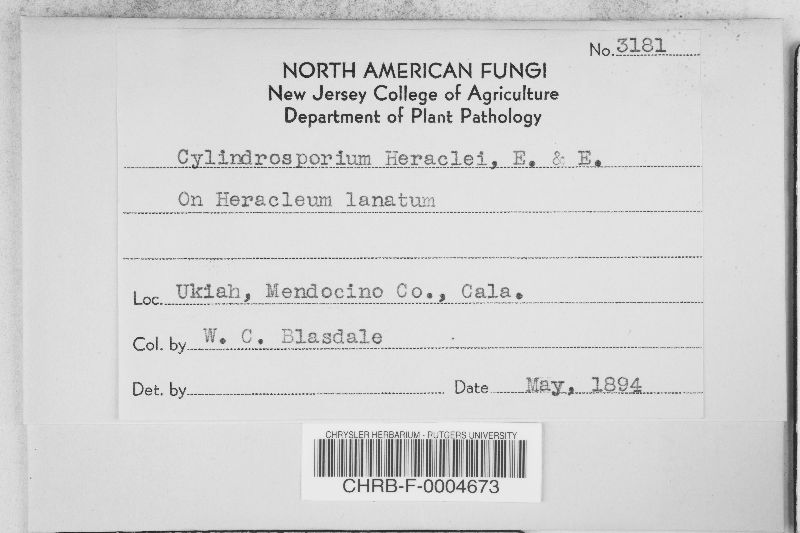 No. 3181
NORTH AMERICAN FUNGI
New Jersey College of Agriculture
Department of Plant Pathology
Cylindrosporium Heraclei, E. & E.
On Heracleum lanatum
Loc. Ukiah, Mendocino Co., Cala.
Col. by W. C. Blasdale
Det. by Date May, 1894
CHRYSLER HERBARIUM - RUTGERS UNIVERSITY
CHRB-F-0004673